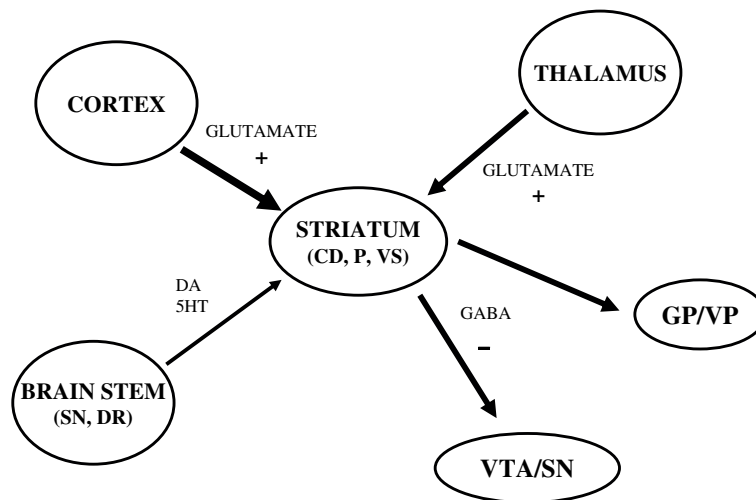 THALAMUS
CORTEX
GLUTAMATE
+
GLUTAMATE
+
STRIATUM
(CD, P, VS)
DA
5HT
GABA
–
GP/VP
BRAIN STEM
(SN, DR)
VTA/SN